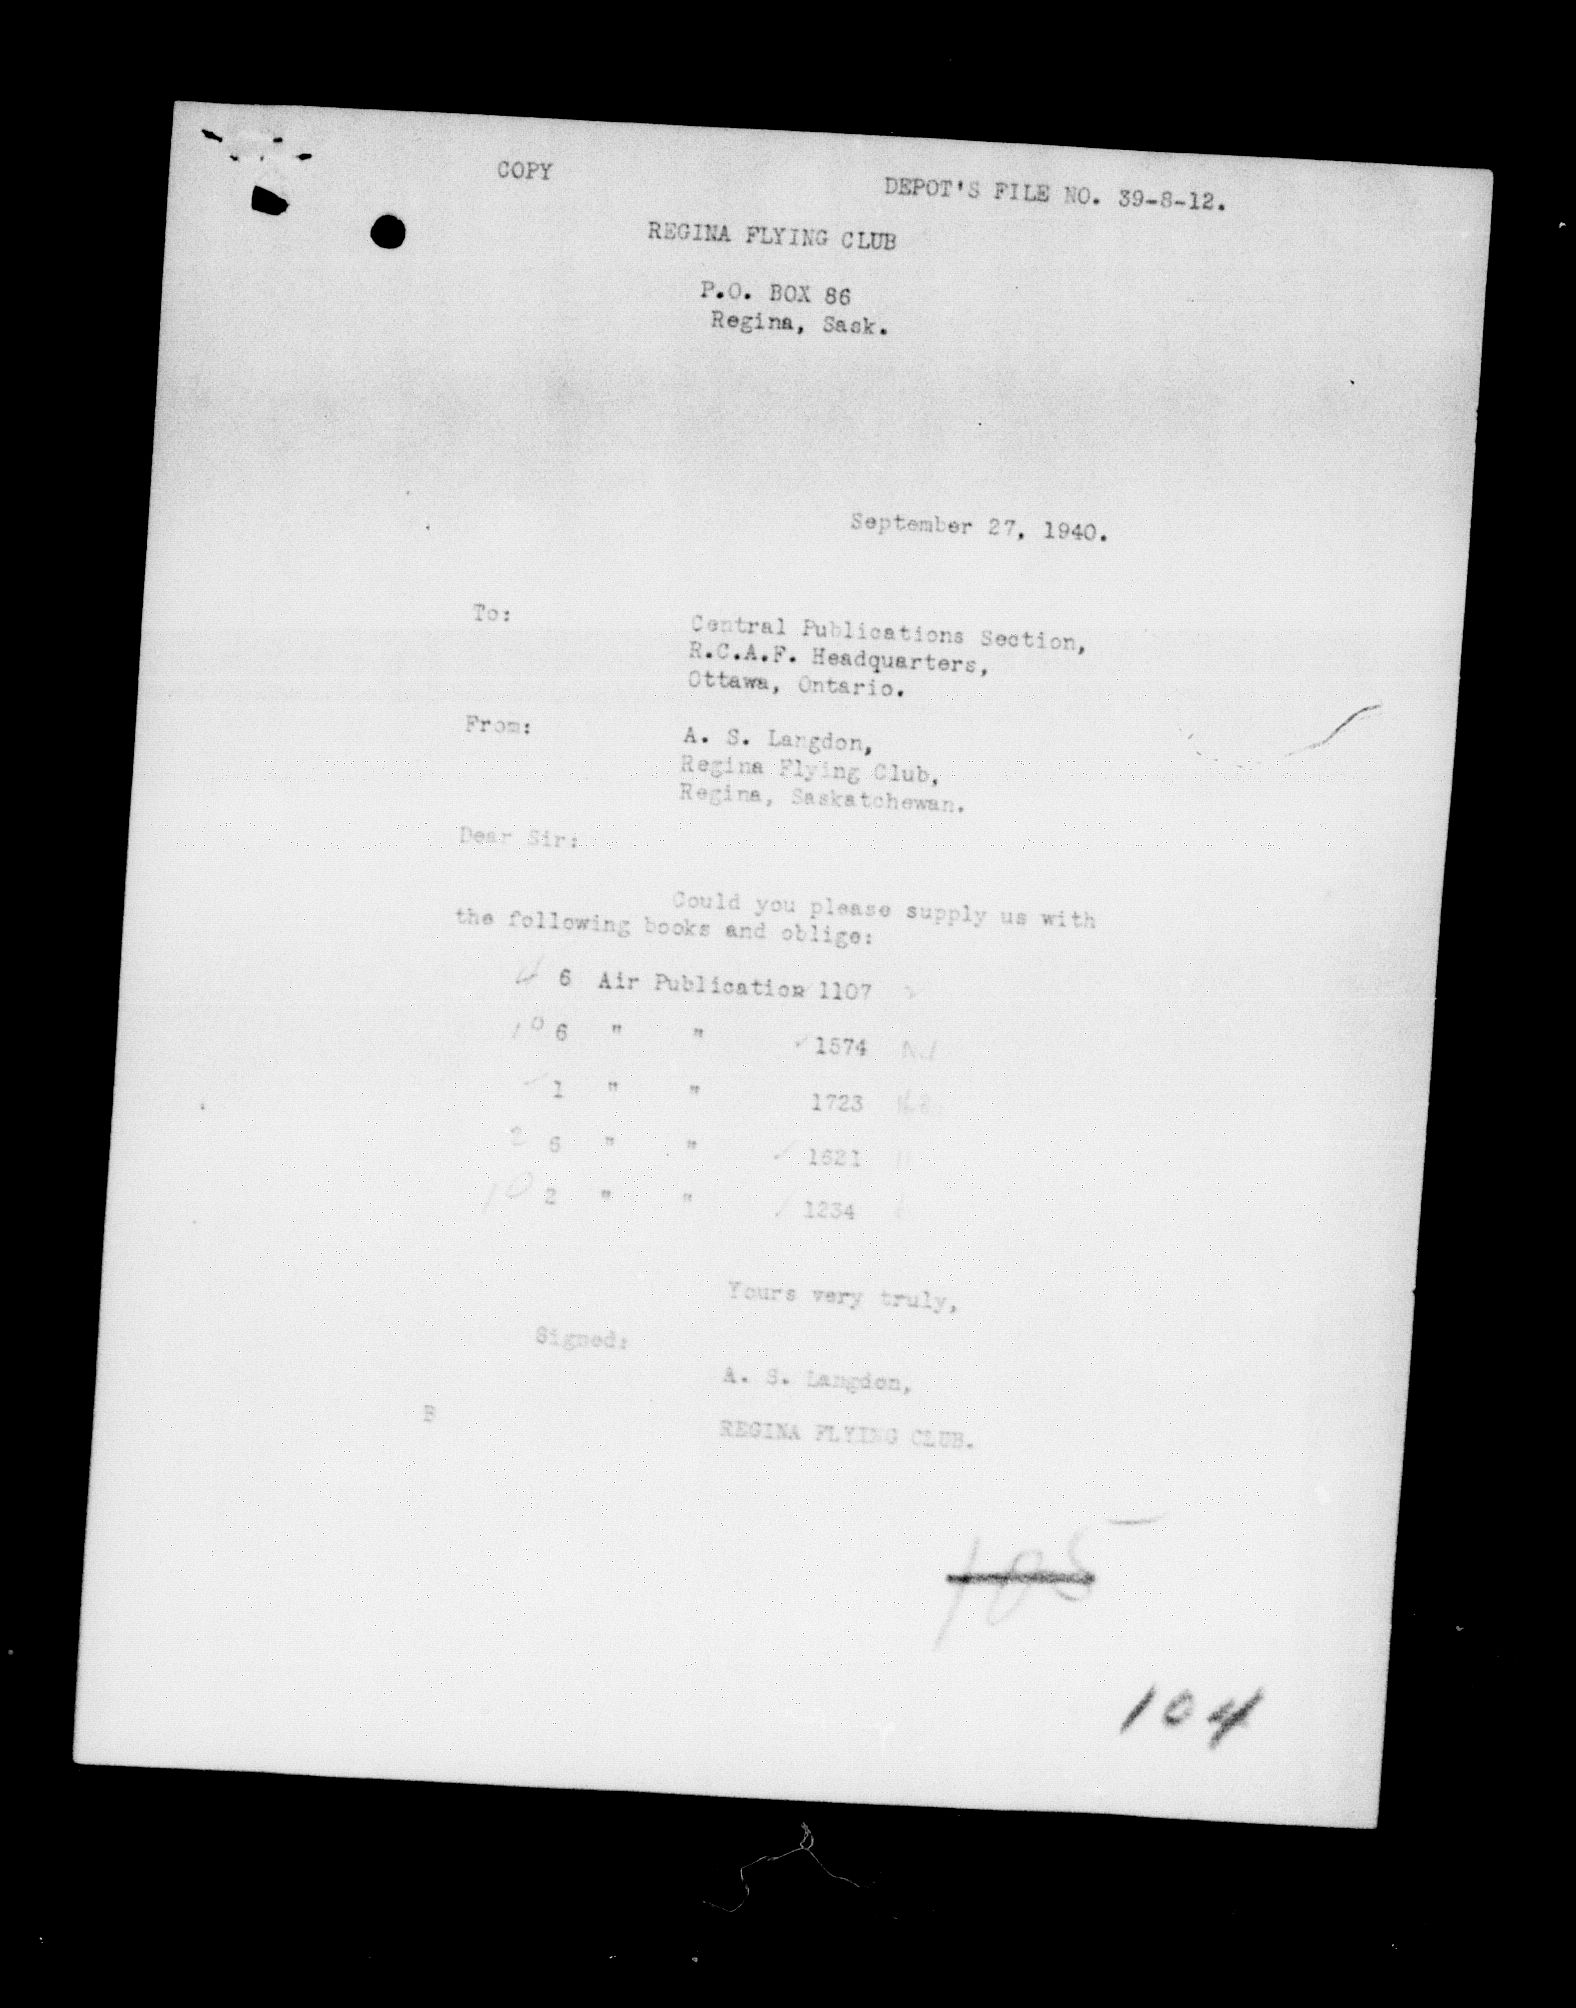 COPY
DEPOT'S FILE NO. 39-8-12.
REGINA FLYING CLUB
P.O. BOX 86
Regina, Sask.
September 27, 1940.
To:
Central Publications Section,
R.C.A.F. Headquarters,
Ottawa, Ontario.
From:
A. S. Langdon,
Regina Flying Club,
Regina, Saskatchewan.
Dear Sir:
Could you please supply us with
the following books and oblige:
6 Air Publication 1107
10 6 " " ✓ 1574
✓ 1 " " 1723
2 6 " " ✓ 1621
10 2 " " ✓ 1234
Yours very truly,
Signed:
A. S. Langdon,
B
REGINA FLYING CLUB.
105
104